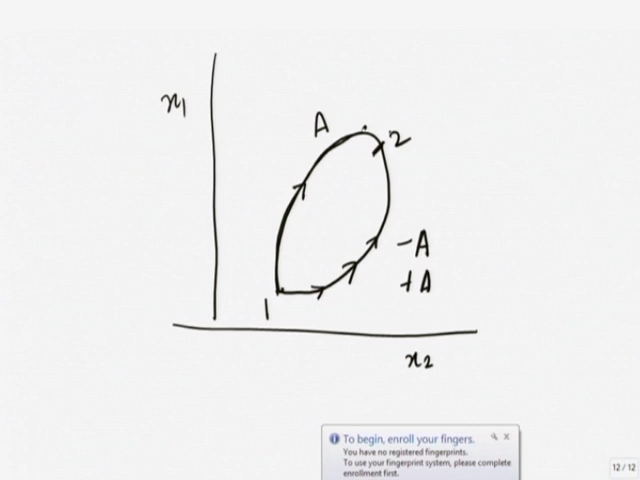 x1
A
2
-A
+A
1
x2
To begin, enroll your fingers.
You have no registered fingerprints.
To use your fingerprint system, please complete
enrollment first.
12 / 12